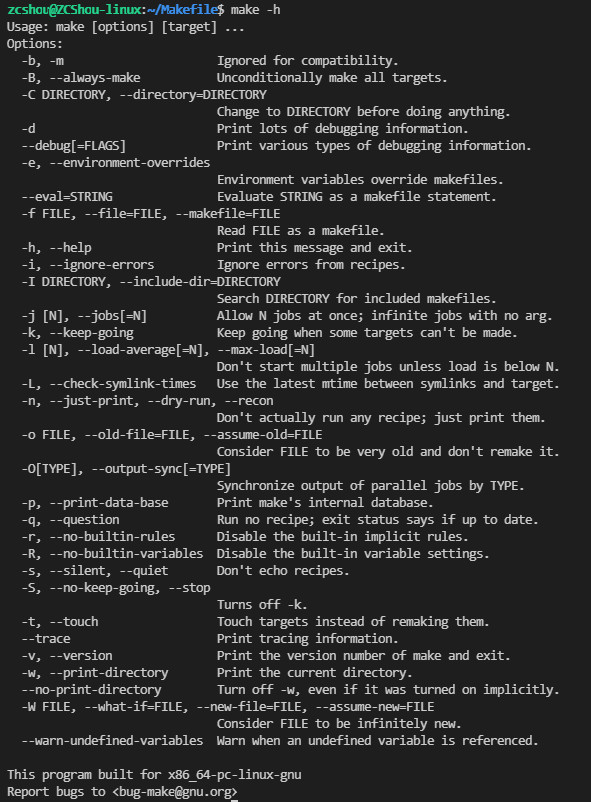 zcshou@ZCShou-linux:~/Makefile$ make -h
Usage: make [options] [target] ...
Options:
  -b, -m                      Ignored for compatibility.
  -B, --always-make           Unconditionally make all targets.
  -C DIRECTORY, --directory=DIRECTORY
                              Change to DIRECTORY before doing anything.
  -d                          Print lots of debugging information.
  --debug[=FLAGS]             Print various types of debugging information.
  -e, --environment-overrides
                              Environment variables override makefiles.
  --eval=STRING               Evaluate STRING as a makefile statement.
  -f FILE, --file=FILE, --makefile=FILE
                              Read FILE as a makefile.
  -h, --help                  Print this message and exit.
  -i, --ignore-errors         Ignore errors from recipes.
  -I DIRECTORY, --include-dir=DIRECTORY
                              Search DIRECTORY for included makefiles.
  -j [N], --jobs[=N]          Allow N jobs at once; infinite jobs with no arg.
  -k, --keep-going            Keep going when some targets can't be made.
  -l [N], --load-average[=N], --max-load[=N]
                              Don't start multiple jobs unless load is below N.
  -L, --check-symlink-times   Use the latest mtime between symlinks and target.
  -n, --just-print, --dry-run, --recon
                              Don't actually run any recipe; just print them.
  -o FILE, --old-file=FILE, --assume-old=FILE
                              Consider FILE to be very old and don't remake it.
  -O[TYPE], --output-sync[=TYPE]
                              Synchronize output of parallel jobs by TYPE.
  -p, --print-data-base       Print make's internal database.
  -q, --question              Run no recipe; exit status says if up to date.
  -r, --no-builtin-rules      Disable the built-in implicit rules.
  -R, --no-builtin-variables  Disable the built-in variable settings.
  -s, --silent, --quiet       Don't echo recipes.
  -S, --no-keep-going, --stop
                              Turns off -k.
  -t, --touch                 Touch targets instead of remaking them.
  --trace                     Print tracing information.
  -v, --version               Print the version number of make and exit.
  -w, --print-directory       Print the current directory.
  --no-print-directory        Turn off -w, even if it was turned on implicitly.
  -W FILE, --what-if=FILE, --new-file=FILE, --assume-new=FILE
                              Consider FILE to be infinitely new.
  --warn-undefined-variables  Warn when an undefined variable is referenced.

This program built for x86_64-pc-linux-gnu
Report bugs to <bug-make@gnu.org>